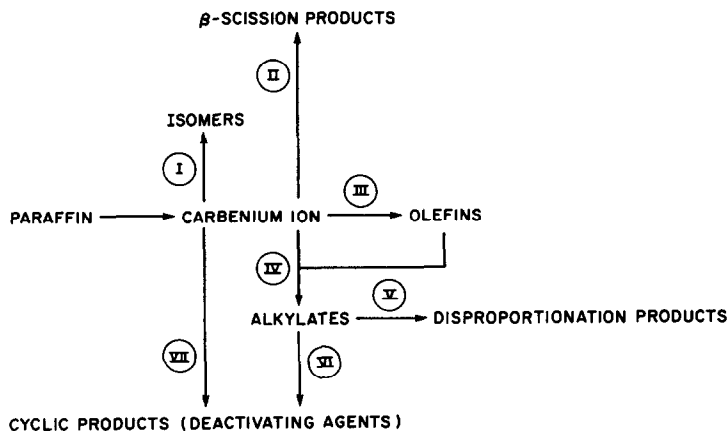 β-SCISSION PRODUCTS
II
ISOMERS
I
III
PARAFFIN
CARBENIUM ION
OLEFINS
IV
V
ALKYLATES
DISPROPORTIONATION PRODUCTS
VII
VI
CYCLIC PRODUCTS (DEACTIVATING AGENTS)